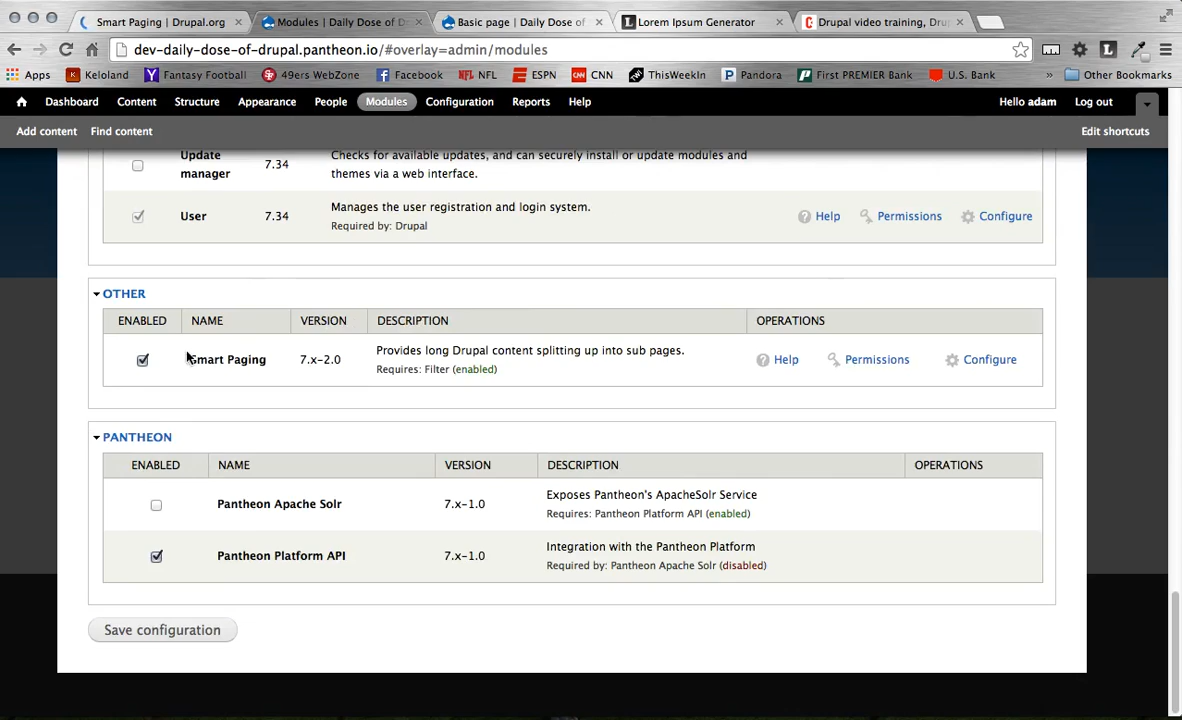 Smart Paging | Drupal.org
Modules | Daily Dose of Dr
Basic page | Daily Dose of
Lorem Ipsum Generator
Drupal video training, Dru
dev-daily-dose-of-drupal.pantheon.io/#overlay=admin/modules
Apps Keloland Fantasy Football 49ers WebZone Facebook NFL ESPN CNN ThisWeekIn Pandora First PREMIER Bank U.S. Bank » Other Bookmarks
Dashboard Content Structure Appearance People Modules Configuration Reports Help Hello adam Log out
Add content Find content Edit shortcuts
Update manager 7.34 Checks for available updates, and can securely install or update modules and
themes via a web interface.
User 7.34 Manages the user registration and login system. Help Permissions Configure
Required by: Drupal
OTHER
ENABLED NAME VERSION DESCRIPTION OPERATIONS
Smart Paging 7.x-2.0 Provides long Drupal content splitting up into sub pages. Help Permissions Configure
Requires: Filter (enabled)
PANTHEON
ENABLED NAME VERSION DESCRIPTION OPERATIONS
Pantheon Apache Solr 7.x-1.0 Exposes Pantheon's ApacheSolr Service
Requires: Pantheon Platform API (enabled)
Pantheon Platform API 7.x-1.0 Integration with the Pantheon Platform
Required by: Pantheon Apache Solr (disabled)
Save configuration